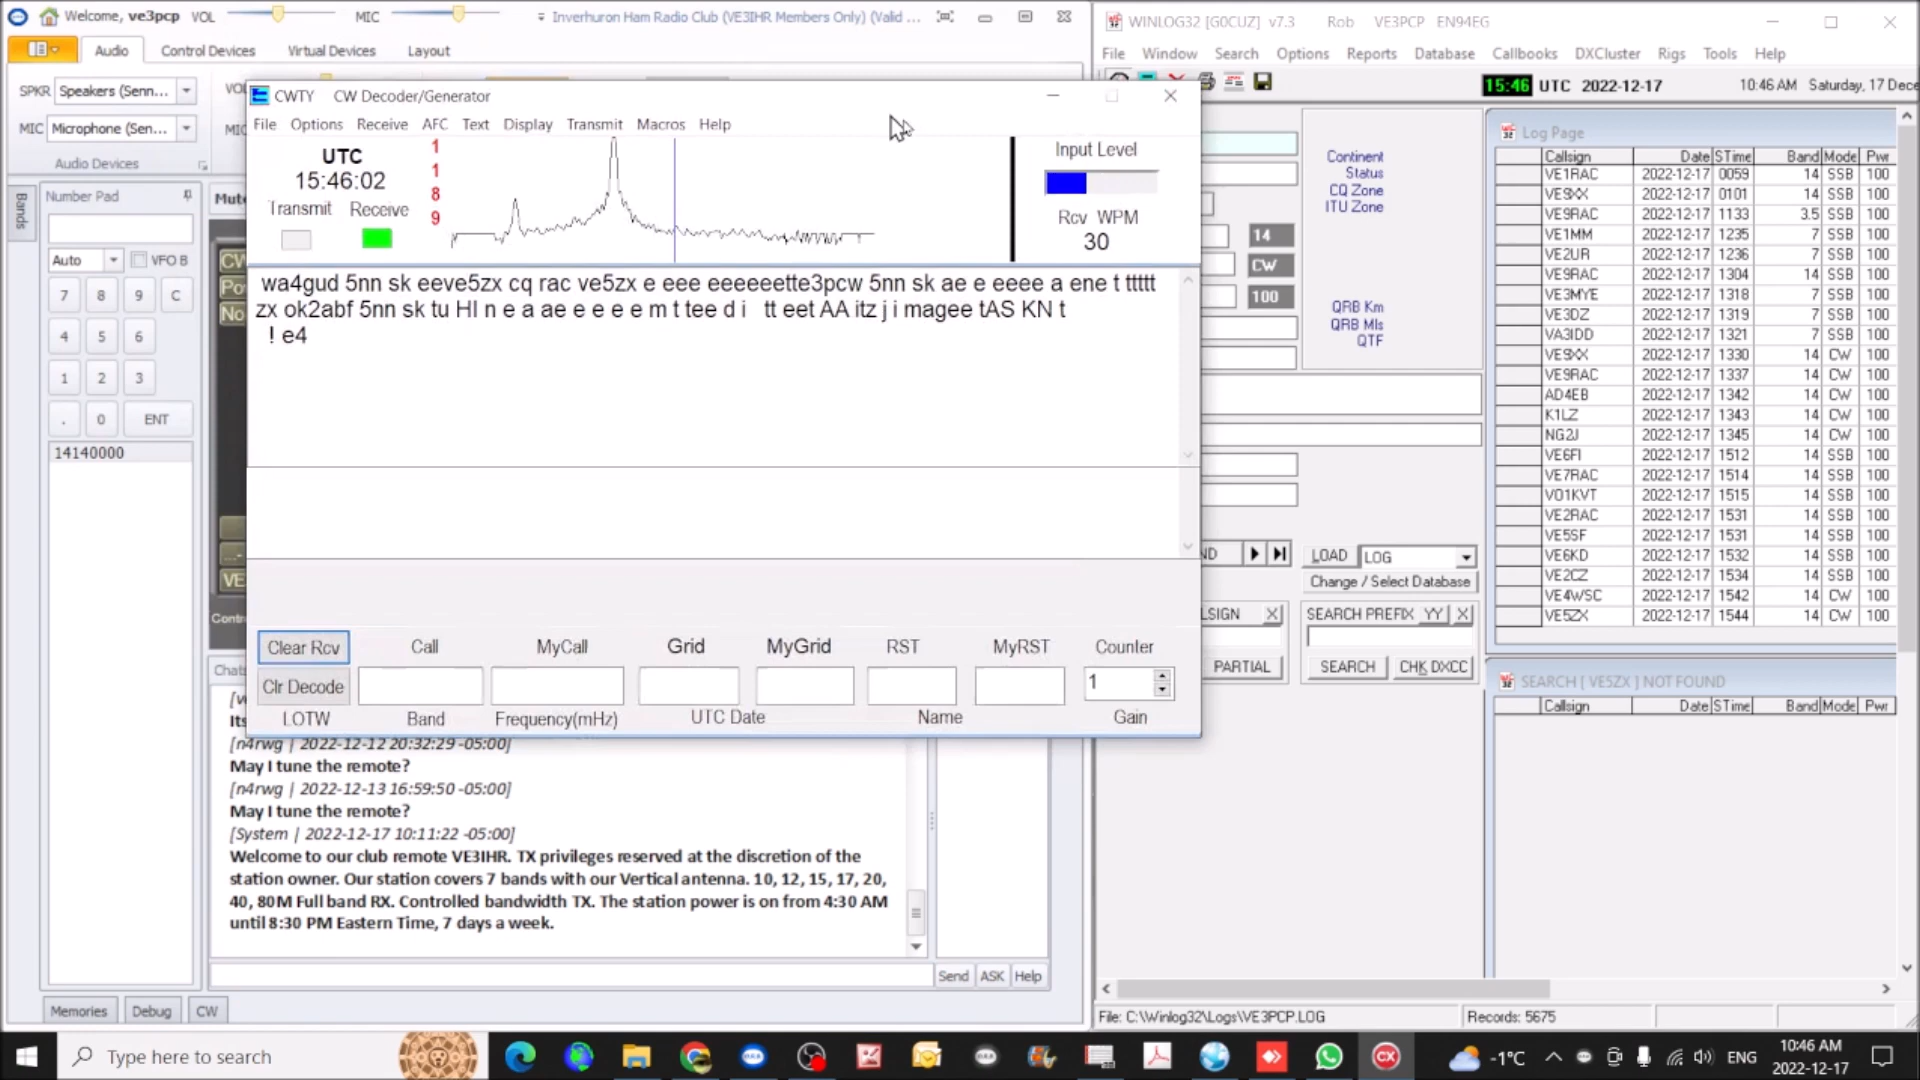 Welcome, ve3pcp VOL MIC Inverhuron Ham Radio Club (VE3IHR Members Only) (Valid ...
Audio Control Devices Virtual Devices Layout
SPKR Speakers (Senn...
MIC Microphone (Sen...
Audio Devices
Bands
Number Pad
Auto VFO B
7 8 9 C
4 5 6
1 2 3
. 0 ENT
14140000
Memories Debug CW
CWTY CW Decoder/Generator
File Options Receive AFC Text Display Transmit Macros Help
UTC
15:46:02
Transmit Receive
1
1
8
9
Input Level
Rcv WPM
30
wa4gud 5nn sk eeve5zx cq rac ve5zx e eee eeeeeette3pcw 5nn sk ae e eeee a ene t ttttt
zx ok2abf 5nn sk tu HI n e a ae e e e e m t tee d i tt eet AA itz j i magee tAS KN t
! e4
Clear Rcv Call MyCall Grid MyGrid RST MyRST Counter
Clr Decode 1
LOTW Band Frequency(mHz) UTC Date Name Gain
[n4rwg | 2022-12-12 20:32:29 -05:00]
May I tune the remote?
[n4rwg | 2022-12-13 16:59:50 -05:00]
May I tune the remote?
[System | 2022-12-17 10:11:22 -05:00]
Welcome to our club remote VE3IHR. TX privileges reserved at the discretion of the
station owner. Our station covers 7 bands with our Vertical antenna. 10, 12, 15, 17, 20,
40, 80M Full band RX. Controlled bandwidth TX. The station power is on from 4:30 AM
until 8:30 PM Eastern Time, 7 days a week.
Send ASK Help
WINLOG32 [G0CUZ] v7.3 Rob VE3PCP EN94EG
File Window Search Options Reports Database Callbooks DXCluster Rigs Tools Help
15:46 UTC 2022-12-17 10:46 AM Saturday, 17 Dece
Continent
Status
CQ Zone
ITU Zone
14
CW
100
QRB Km
QRB Mls
QTF
LOAD LOG
Change / Select Database
SEARCH PREFIX YY X
PARTIAL SEARCH CHK DXCC
Log Page
Callsign Date STime Band Mode Pwr
VE1RAC 2022-12-17 0059 14 SSB 100
VE9XX 2022-12-17 0101 14 SSB 100
VE9RAC 2022-12-17 1133 3.5 SSB 100
VE1MM 2022-12-17 1235 7 SSB 100
VE2UR 2022-12-17 1236 7 SSB 100
VE9RAC 2022-12-17 1304 14 SSB 100
VE3MYE 2022-12-17 1318 7 SSB 100
VE3DZ 2022-12-17 1319 7 SSB 100
VA3IDD 2022-12-17 1321 7 SSB 100
VE9XX 2022-12-17 1330 14 CW 100
VE9RAC 2022-12-17 1337 14 CW 100
AD4EB 2022-12-17 1342 14 CW 100
K1LZ 2022-12-17 1343 14 CW 100
NG2J 2022-12-17 1345 14 CW 100
VE6FI 2022-12-17 1512 14 SSB 100
VE7RAC 2022-12-17 1514 14 SSB 100
VO1KVT 2022-12-17 1515 14 SSB 100
VE2RAC 2022-12-17 1531 14 SSB 100
VE5SF 2022-12-17 1531 14 SSB 100
VE6KD 2022-12-17 1532 14 SSB 100
VE2CZ 2022-12-17 1534 14 SSB 100
VE4WSC 2022-12-17 1542 14 CW 100
VE5ZX 2022-12-17 1544 14 CW 100
SEARCH [ VE5ZX ] NOT FOUND
Callsign Date STime Band Mode Pwr
File: C:\Winlog32\Logs\VE3PCP.LOG Records: 5675
Type here to search
-1°C ENG 10:46 AM
2022-12-17